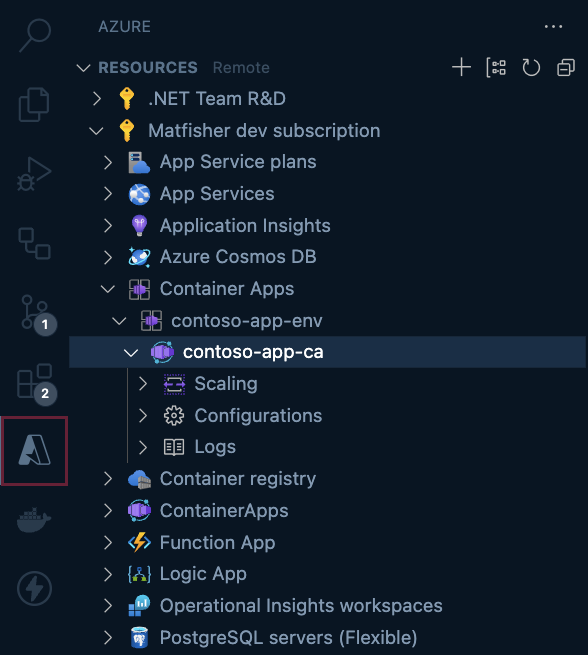 AZURE
RESOURCES Remote
.NET Team R&D
Matfisher dev subscription
App Service plans
App Services
Application Insights
Azure Cosmos DB
Container Apps
contoso-app-env
1
contoso-app-ca
Scaling
2
Configurations
Logs
Container registry
ContainerApps
Function App
Logic App
Operational Insights workspaces
PostgreSQL servers (Flexible)